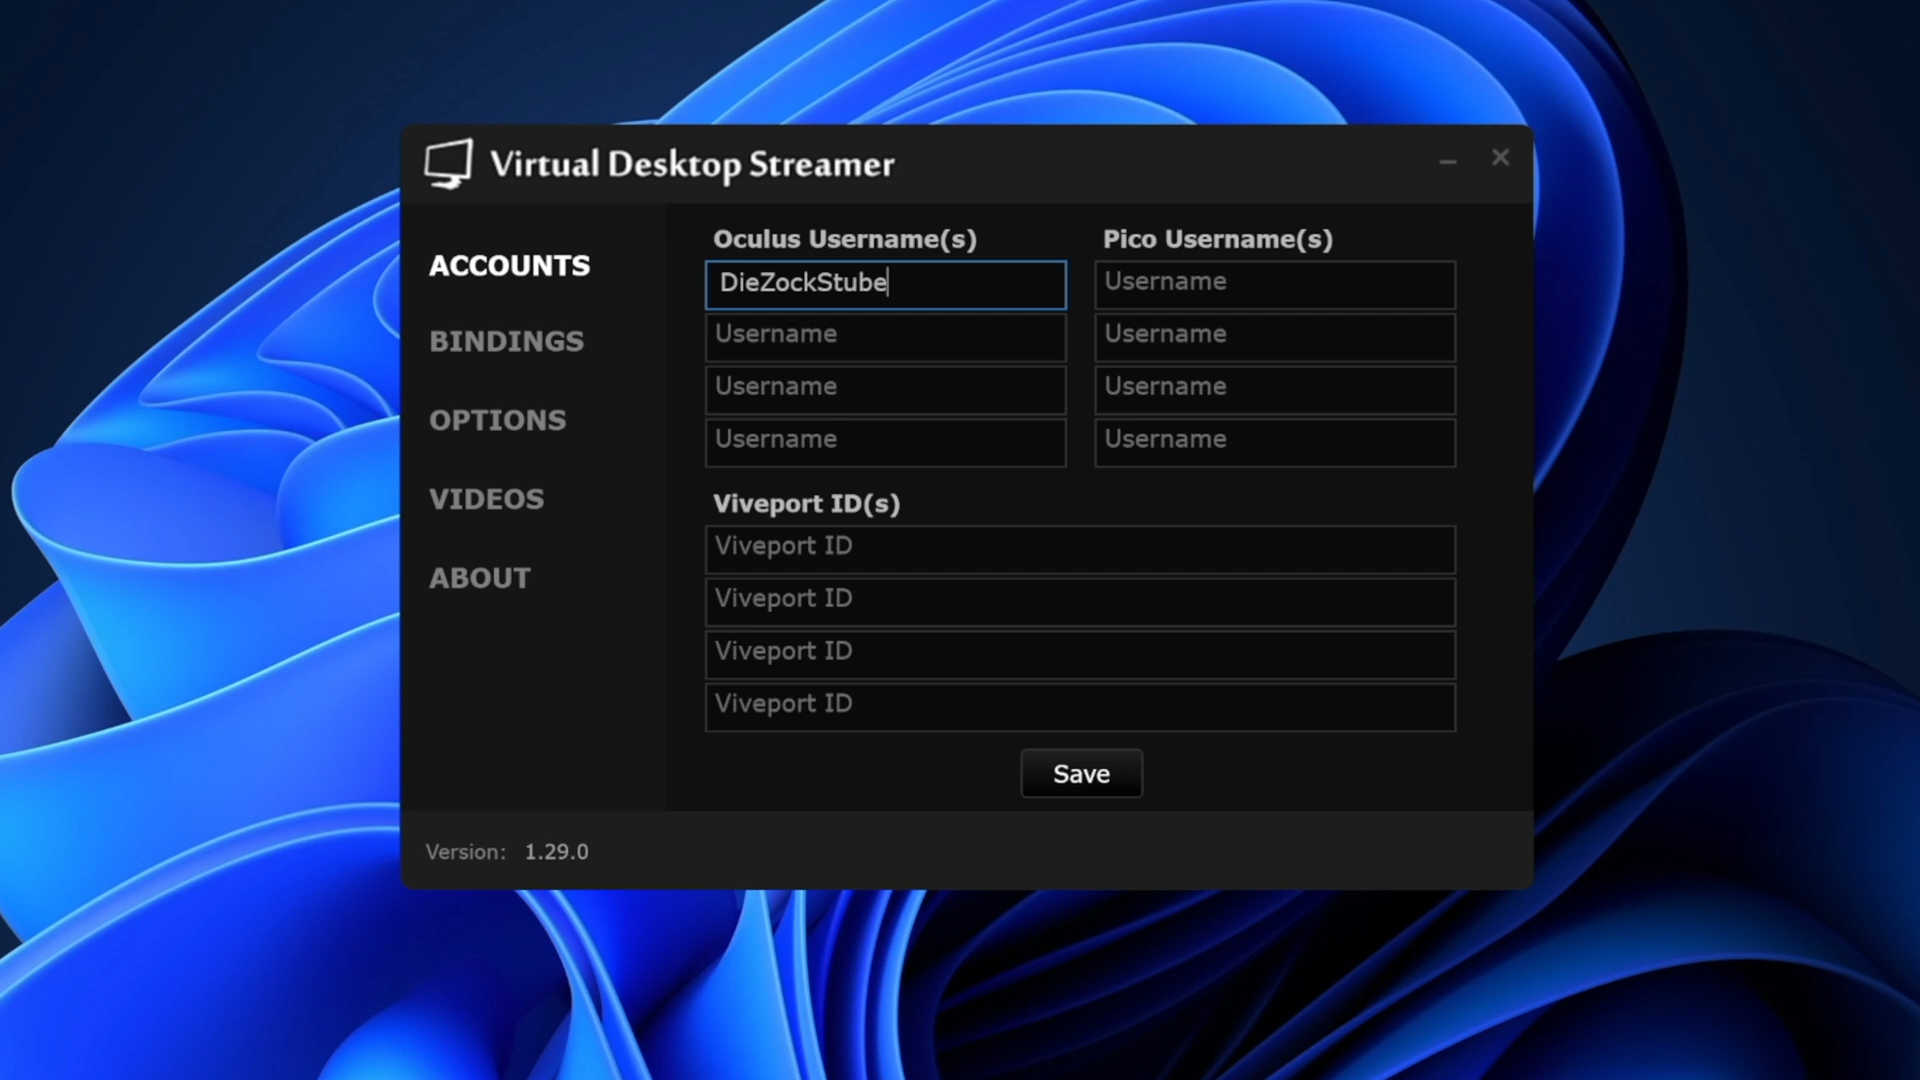 Virtual Desktop Streamer
ACCOUNTS
BINDINGS
OPTIONS
VIDEOS
ABOUT
Oculus Username(s)
DieZockStube
Username
Username
Username
Pico Username(s)
Username
Username
Username
Username
Viveport ID(s)
Viveport ID
Viveport ID
Viveport ID
Viveport ID
Save
Version: 1.29.0